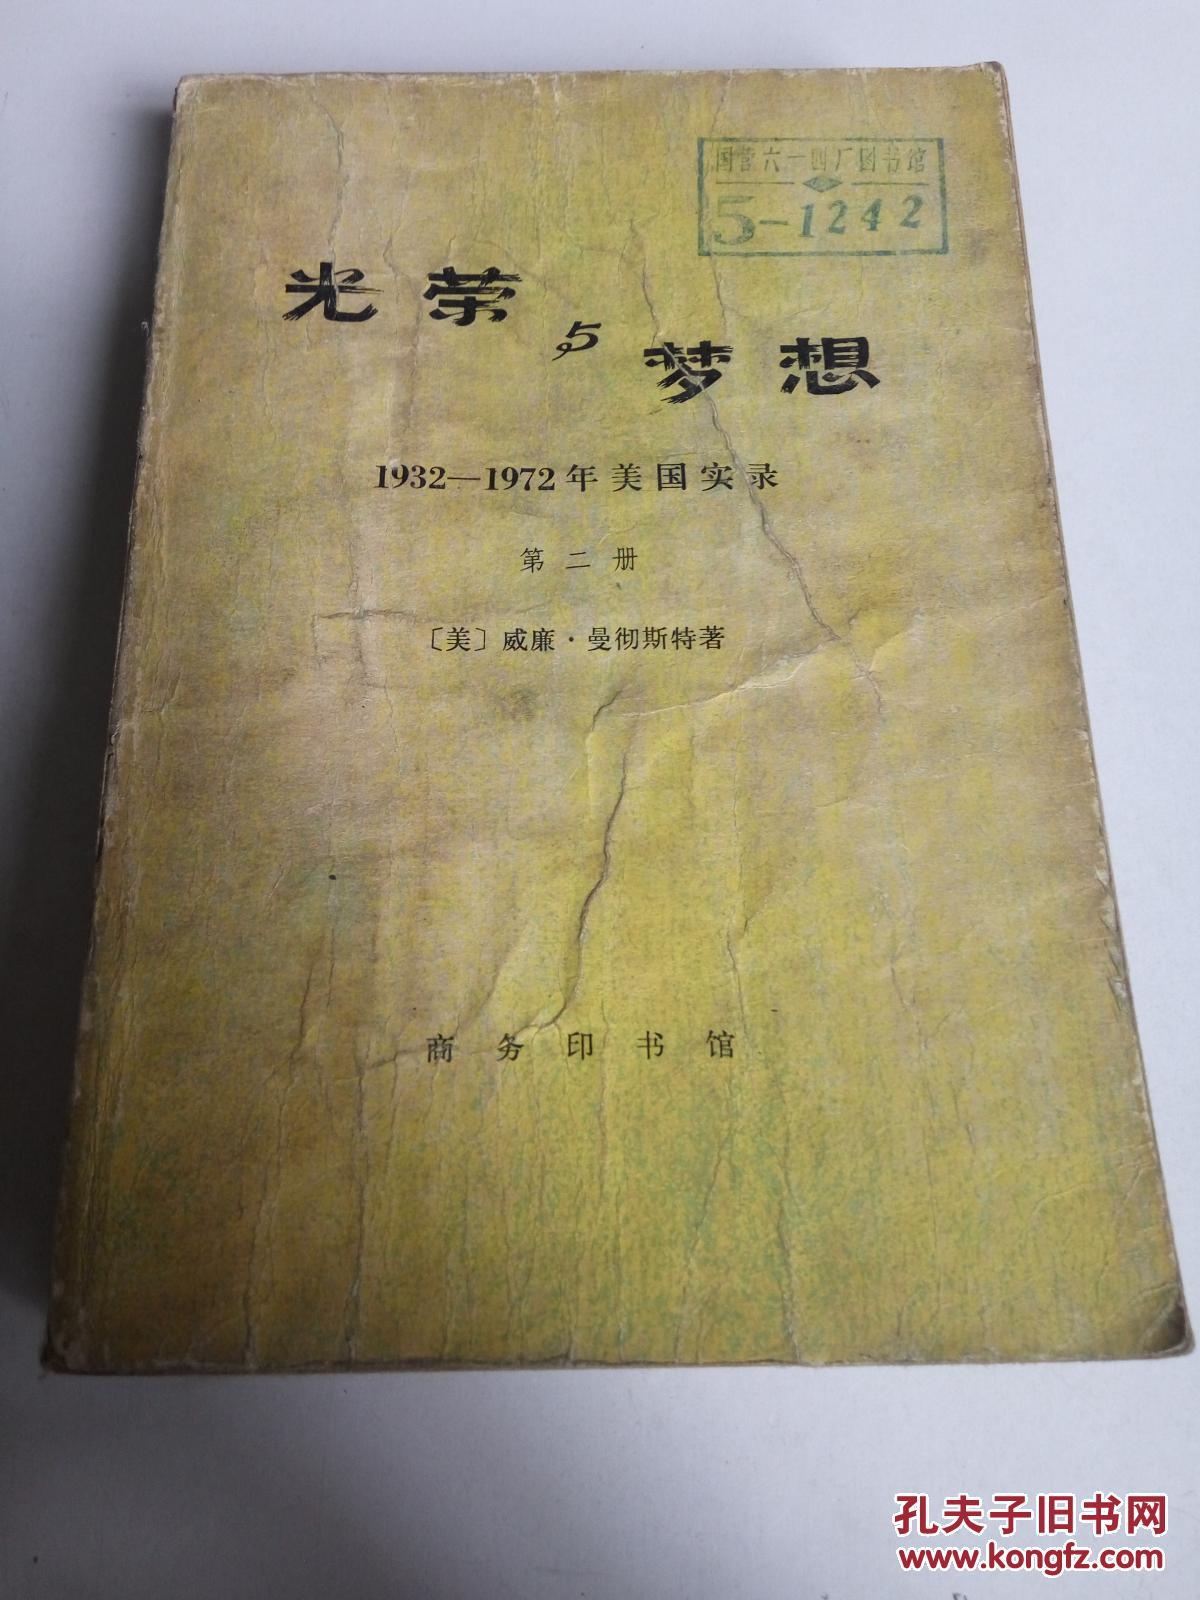 国营六一四厂图书馆
5-1242
光荣与梦想
1932—1972年美国实录
第二册
〔美〕威廉·曼彻斯特著
商务印书馆
孔夫子旧书网
www.kongfz.com